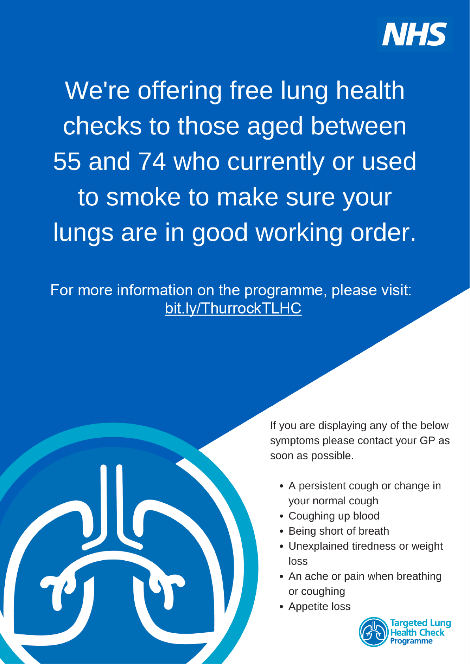 NHS
We're offering free lung health
checks to those aged between
55 and 74 who currently or used
to smoke to make sure your
lungs are in good working order.
For more information on the programme, please visit:
bit.ly/ThurrockTLHC
If you are displaying any of the below
symptoms please contact your GP as
soon as possible.
• A persistent cough or change in
your normal cough
• Coughing up blood
• Being short of breath
• Unexplained tiredness or weight
loss
• An ache or pain when breathing
or coughing
• Appetite loss
Targeted Lung
Health Check
Programme